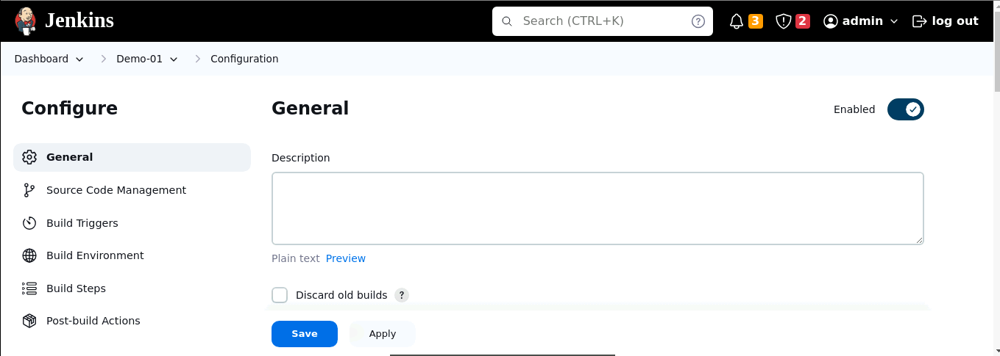 Jenkins
Search (CTRL+K)
?
3
2
admin
log out
Dashboard
Demo-01
Configuration
Configure
General
Source Code Management
Build Triggers
Build Environment
Build Steps
Post-build Actions
General
Enabled
Description
Plain text Preview
Discard old builds ?
Save
Apply